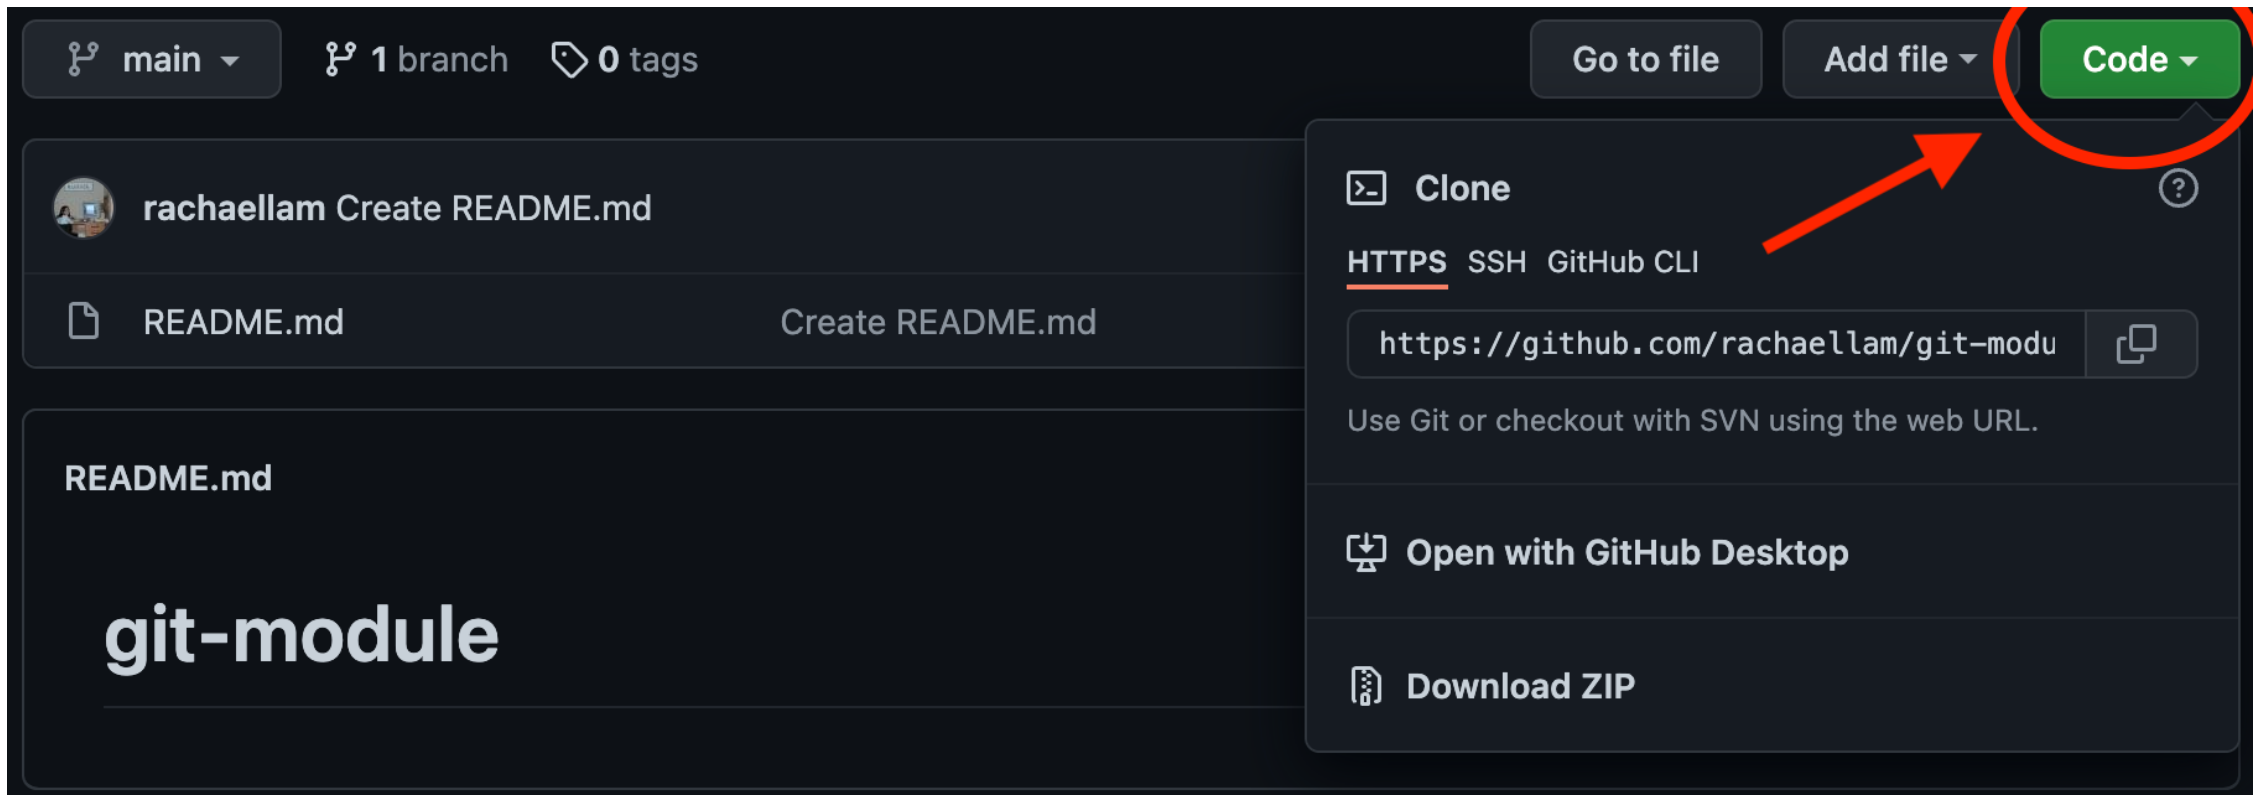 main
1 branch
0 tags
Go to file
Add file
Code
rachaellam Create README.md
README.md
Create README.md
README.md
git-module
Clone
HTTPS
SSH
GitHub CLI
https://github.com/rachaellam/git-modu
Use Git or checkout with SVN using the web URL.
Open with GitHub Desktop
Download ZIP